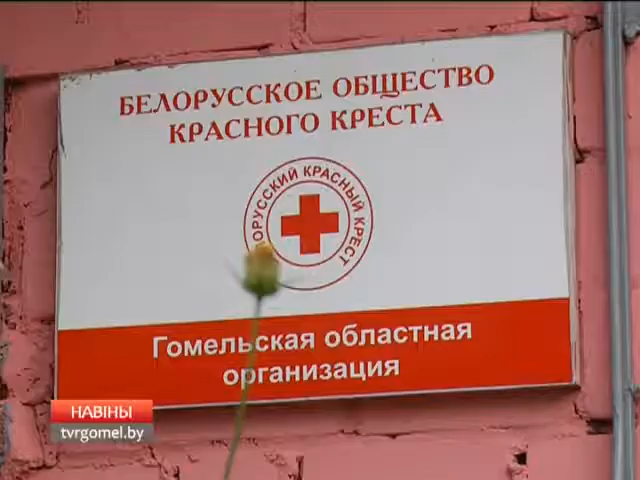 БЕЛОРУССКОЕ ОБЩЕСТВО
КРАСНОГО КРЕСТА
КРАСНЫЙ КРЕСТ
Гомельская областная
организация
НАВІНЫ
tvrgomel.by